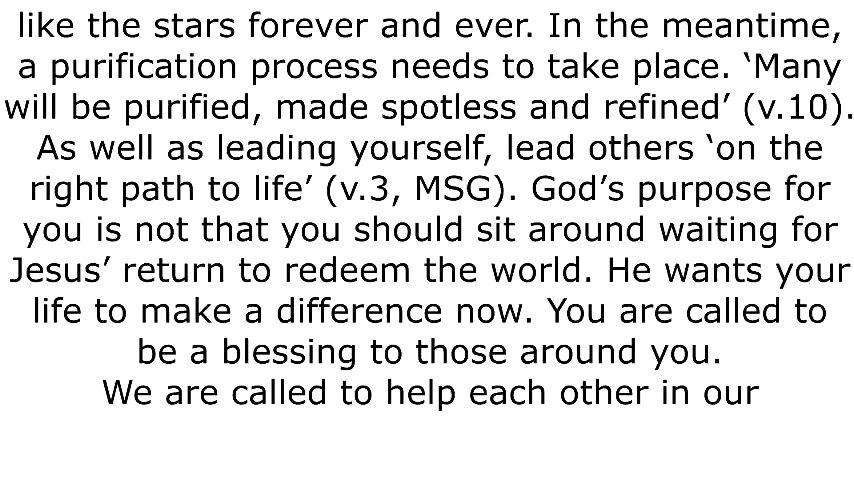 like the stars forever and ever. In the meantime,
a purification process needs to take place. ‘Many
will be purified, made spotless and refined’ (v.10).
As well as leading yourself, lead others ‘on the
right path to life’ (v.3, MSG). God’s purpose for
you is not that you should sit around waiting for
Jesus’ return to redeem the world. He wants your
life to make a difference now. You are called to
be a blessing to those around you.
We are called to help each other in our